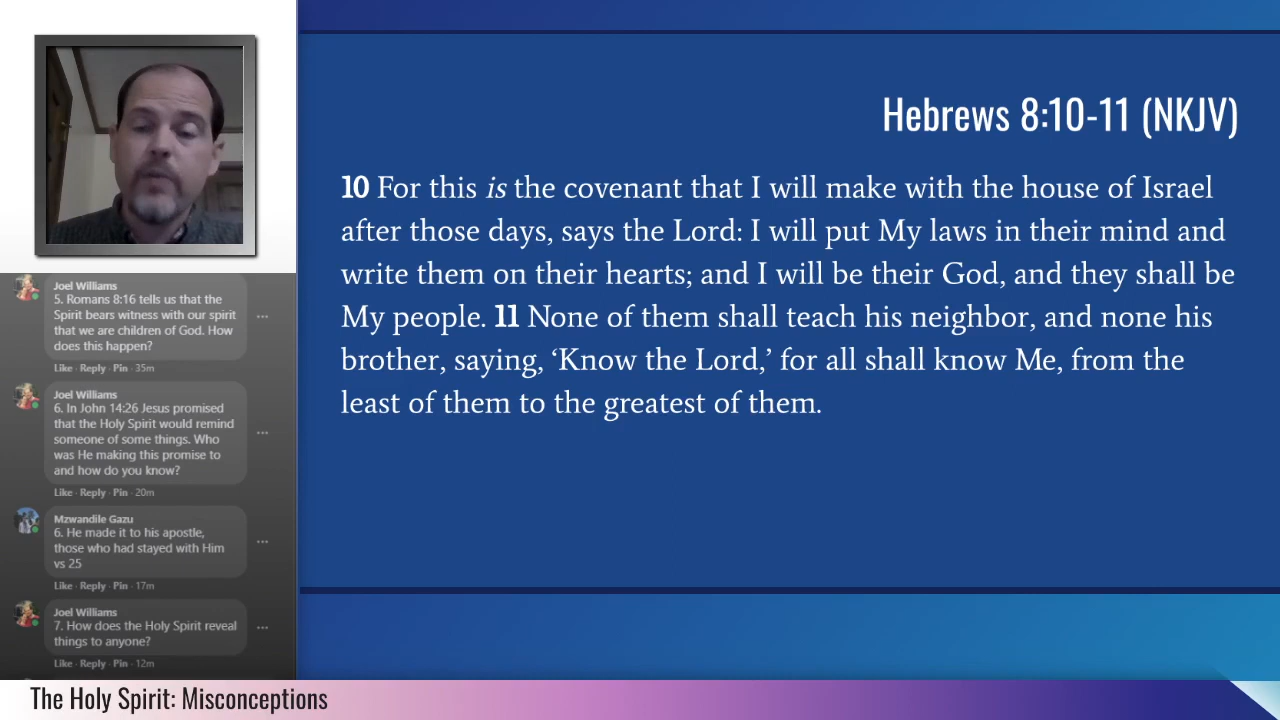 Hebrews 8:10-11 (NKJV)
10 For this is the covenant that I will make with the house of Israel
after those days, says the Lord: I will put My laws in their mind and
write them on their hearts; and I will be their God, and they shall be
My people. 11 None of them shall teach his neighbor, and none his
brother, saying, ‘Know the Lord,’ for all shall know Me, from the
least of them to the greatest of them.
Joel Williams
5. Romans 8:16 tells us that the
Spirit bears witness with our spirit
that we are children of God. How
does this happen?
Like · Reply · Pin · 35m
Joel Williams
6. In John 14:26 Jesus promised
that the Holy Spirit would remind
someone of some things. Who
was He making this promise to
and how do you know?
Like · Reply · Pin · 20m
Mzwandile Gazu
6. He made it to his apostle,
those who had stayed with Him
vs 25
Like · Reply · Pin · 17m
Joel Williams
7. How does the Holy Spirit reveal
things to anyone?
Like · Reply · Pin · 12m
The Holy Spirit: Misconceptions